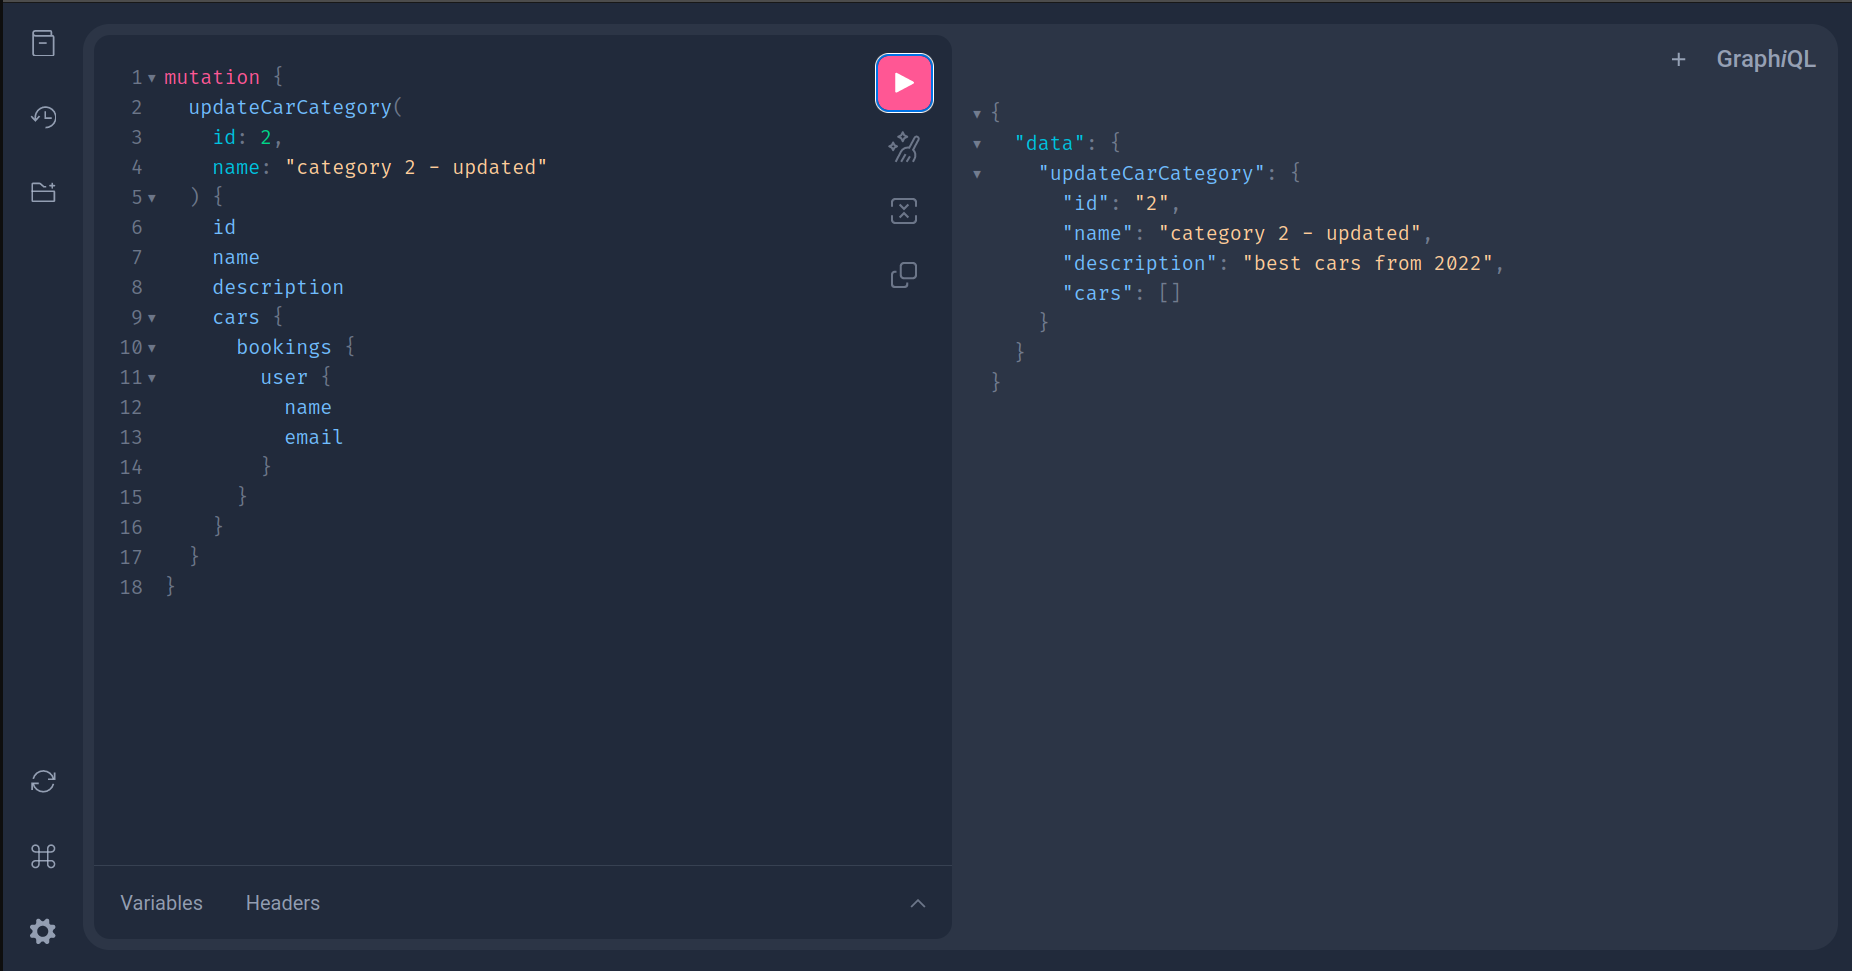 1 mutation {
2 updateCarCategory(
3 id: 2,
4 name: "category 2 - updated"
5 ) {
6 id
7 name
8 description
9 cars {
10 bookings {
11 user {
12 name
13 email
14 }
15 }
16 }
17 }
18 }
Variables Headers
+ GraphiQL
{
"data": {
"updateCarCategory": {
"id": "2",
"name": "category 2 - updated",
"description": "best cars from 2022",
"cars": []
}
}
}